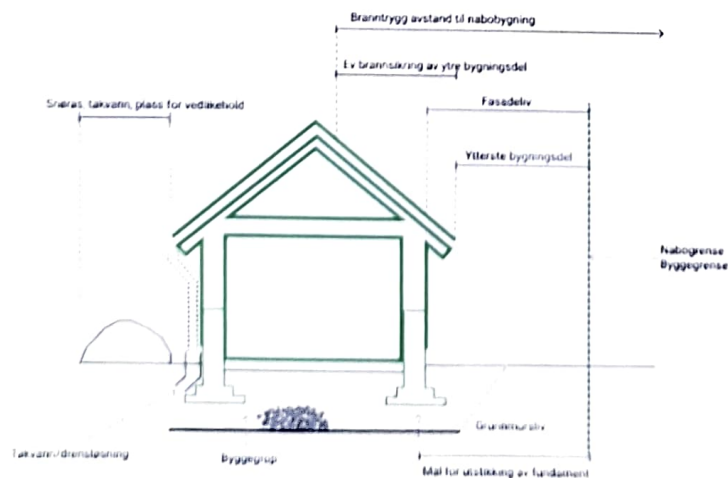 Branntrygg avstand til nabobygning
Ev brannsikring av ytre bygningsdel
Snøras, takvann, plass for vedlikehold
Fasadeliv
Ytterste bygningsdel
Nabogrense
Byggegrense
Grunnmursliv
Takvann/drensløsning
Byggegrop
Mål for utstikking av fundament